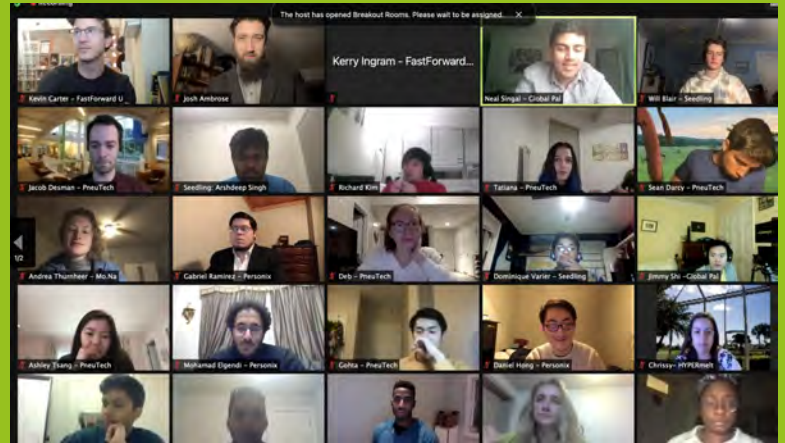 Recording
The host has opened Breakout Rooms. Please wait to be assigned.
Kevin Carter - FastForward U
Josh Ambrose
Kerry Ingram - FastForward...
Neal Singal - Global Pal
Will Blair - Seedling
Jacob Desman - PneuTech
Seedling: Arshdeep Singh
Richard Kim
Tatiana - PneuTech
Sean Darcy - PneuTech
1/2
Andrea Thurnheer - Mo.Na
Gabriel Ramirez - Personix
Deb - PneuTech
Dominique Varier - Seedling
Jimmy Shi -Global Pal
Ashley Tsang - PneuTech
Mohamad Elgendi - Personix
Gohta - PneuTech
Daniel Hong - Personix
Chrissy- HYPERmelt